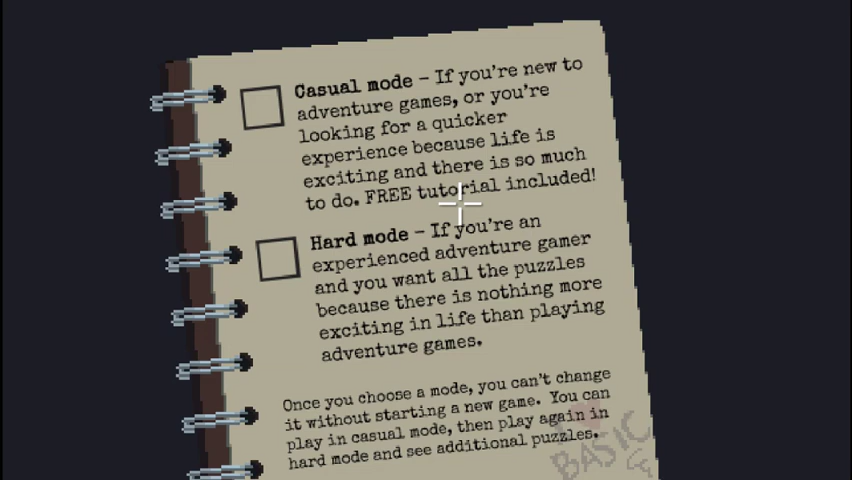 Casual mode – If you're new to
adventure games, or you're
looking for a quicker
experience because life is
exciting and there is so much
to do. FREE tutorial included!
Hard mode – If you're an
experienced adventure gamer
and you want all the puzzles
because there is nothing more
exciting in life than playing
adventure games.
Once you choose a mode, you can't change
it without starting a new game. You can
play in casual mode, then play again in
hard mode and see additional puzzles.
I
BASIC